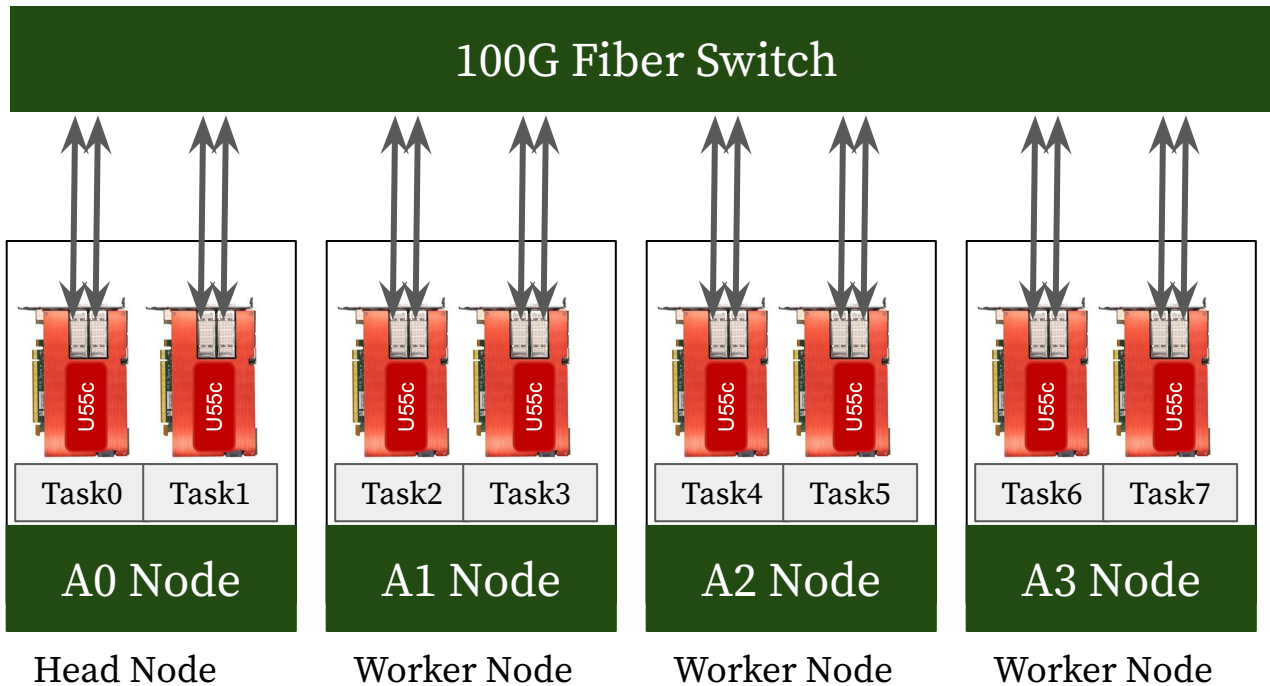 100G Fiber Switch
U55c
U55c
U55c
U55c
U55c
U55c
U55c
U55c
Task0
Task1
Task2
Task3
Task4
Task5
Task6
Task7
A0 Node
A1 Node
A2 Node
A3 Node
Head Node
Worker Node
Worker Node
Worker Node